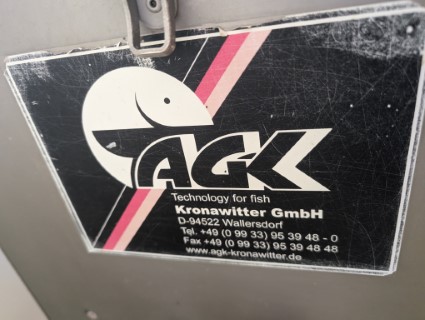 AGK
Technology for fish
Kronawitter GmbH
D-94522 Wallersdorf
Tel. +49 (0 99 33) 95 39 48 - 0
Fax +49 (0 99 33) 95 39 48 48
www.agk-kronawitter.de